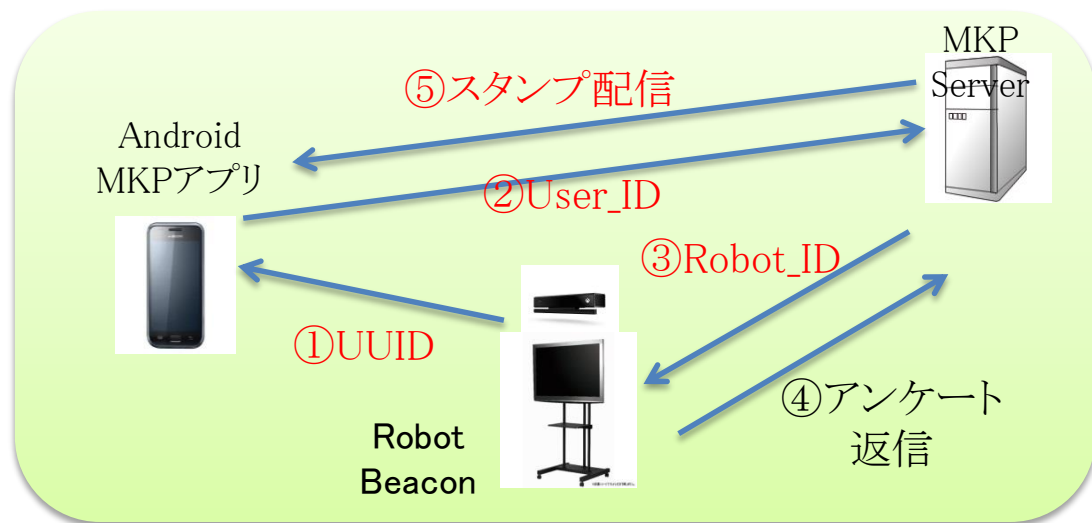 MKP
Server
⑤スタンプ配信
Android
MKPアプリ
②User_ID
③Robot_ID
①UUID
④アンケート
返信
Robot
Beacon